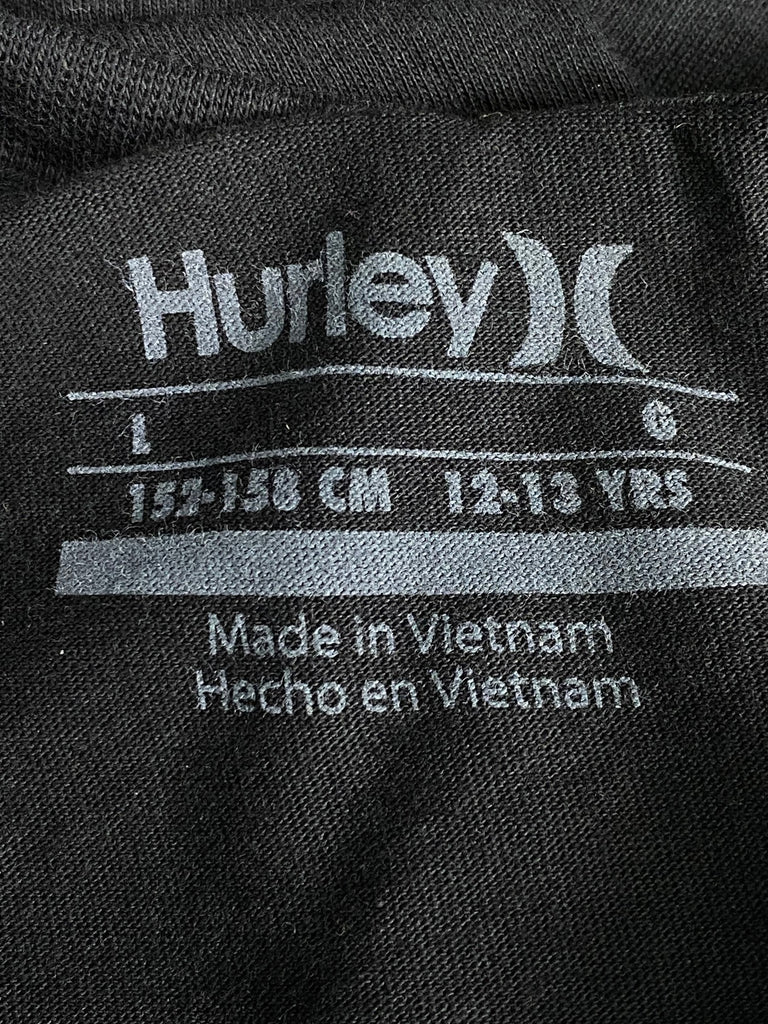 Hurley
L G
152-158 CM 12-13 YRS
Made in Vietnam
Hecho en Vietnam